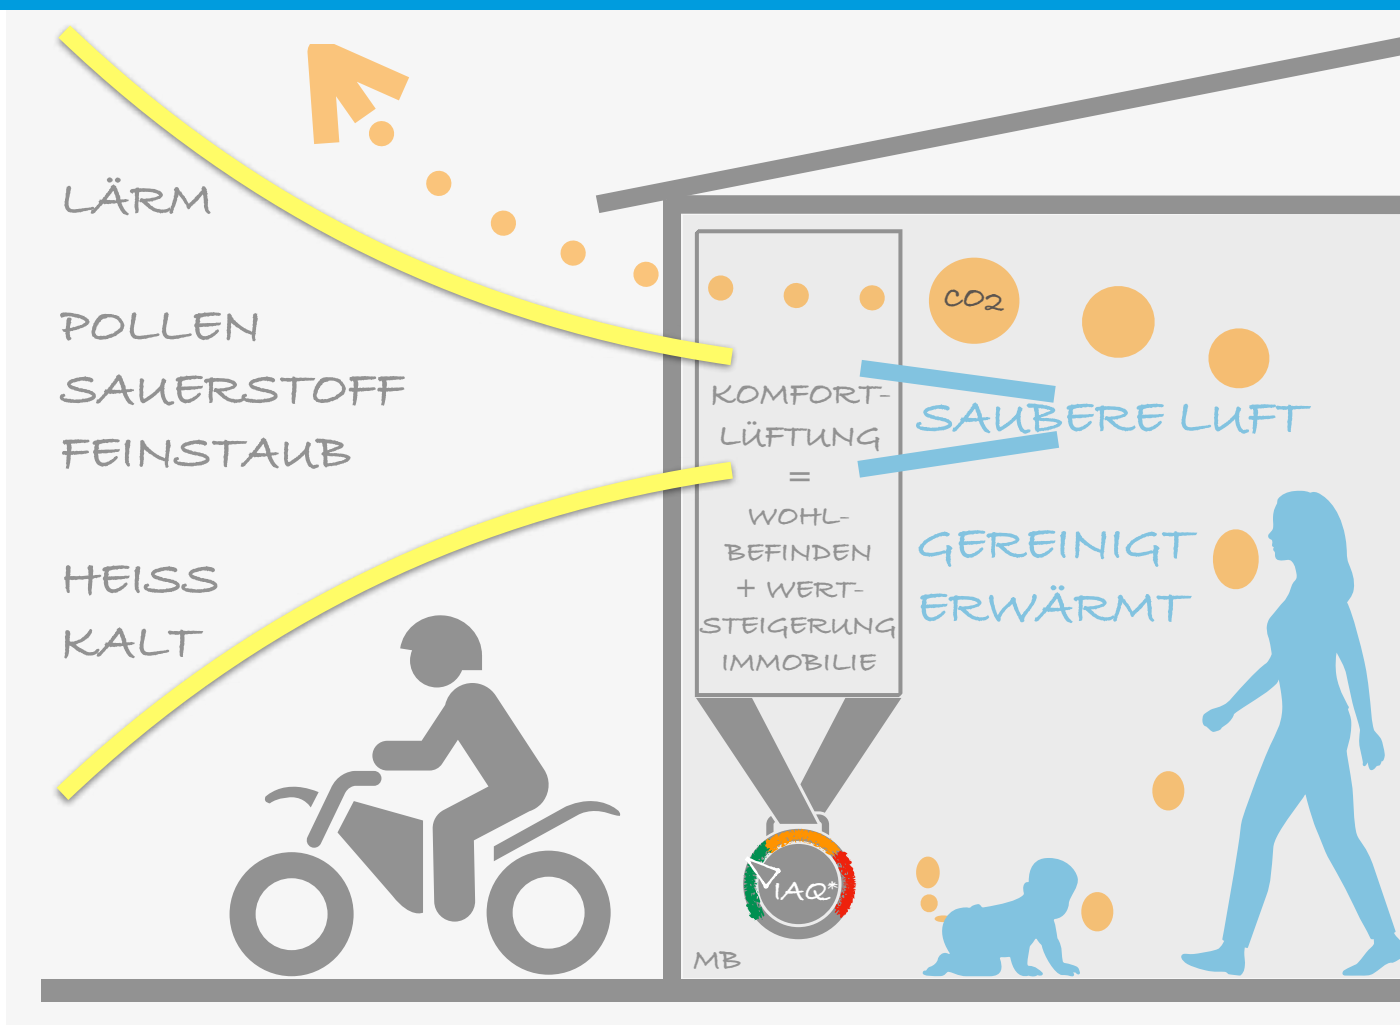 LÄRM
POLLEN
SAUERSTOFF
FEINSTAUB
HEISS
KALT
KOMFORT-
LÜFTUNG
=
WOHL-
BEFINDEN
+ WERT-
STEIGERUNG
IMMOBILIE
CO2
SAUBERE LUFT
GEREINIGT
ERWÄRMT
IAQ*
MB